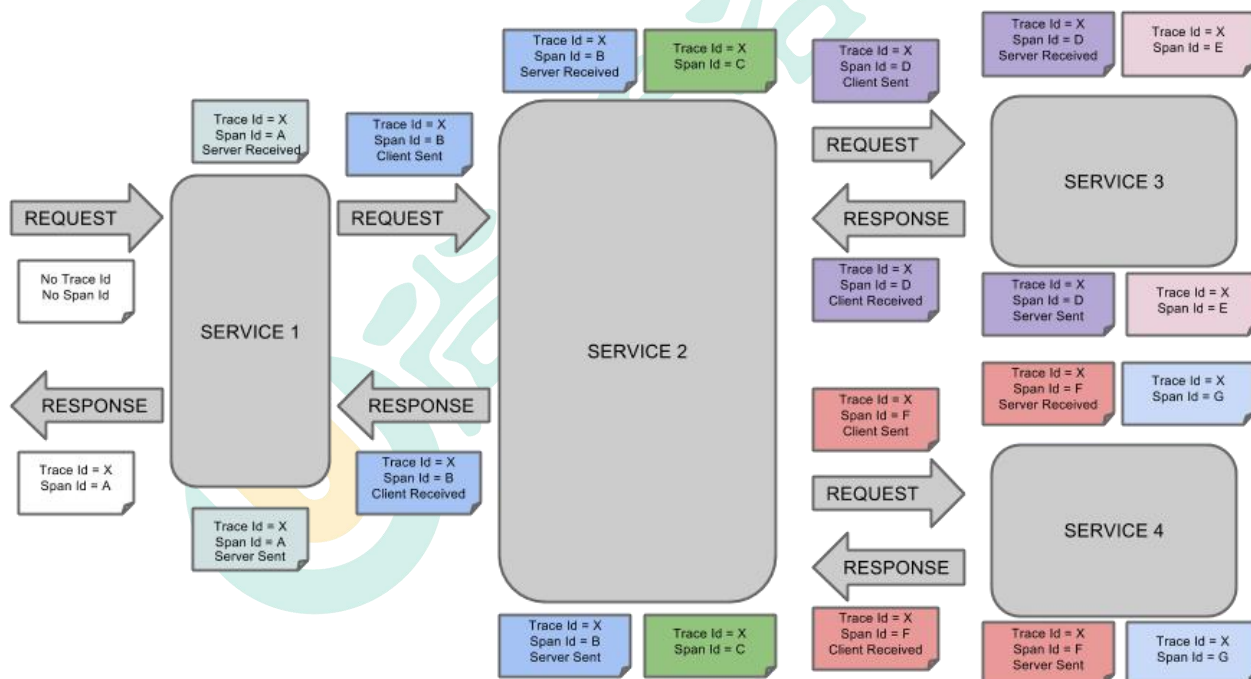 Trace Id = X
Span Id = B
Server Received
Trace Id = X
Span Id = C
Trace Id = X
Span Id = D
Client Sent
Trace Id = X
Span Id = D
Server Received
Trace Id = X
Span Id = E
Trace Id = X
Span Id = A
Server Received
Trace Id = X
Span Id = B
Client Sent
REQUEST
REQUEST
REQUEST
SERVICE 3
RESPONSE
No Trace Id
No Span Id
Trace Id = X
Span Id = D
Client Received
Trace Id = X
Span Id = D
Server Sent
Trace Id = X
Span Id = E
SERVICE 1
SERVICE 2
RESPONSE
RESPONSE
Trace Id = X
Span Id = F
Client Sent
Trace Id = X
Span Id = F
Server Received
Trace Id = X
Span Id = G
Trace Id = X
Span Id = A
Trace Id = X
Span Id = B
Client Received
REQUEST
SERVICE 4
Trace Id = X
Span Id = A
Server Sent
RESPONSE
Trace Id = X
Span Id = B
Server Sent
Trace Id = X
Span Id = C
Trace Id = X
Span Id = F
Client Received
Trace Id = X
Span Id = F
Server Sent
Trace Id = X
Span Id = G